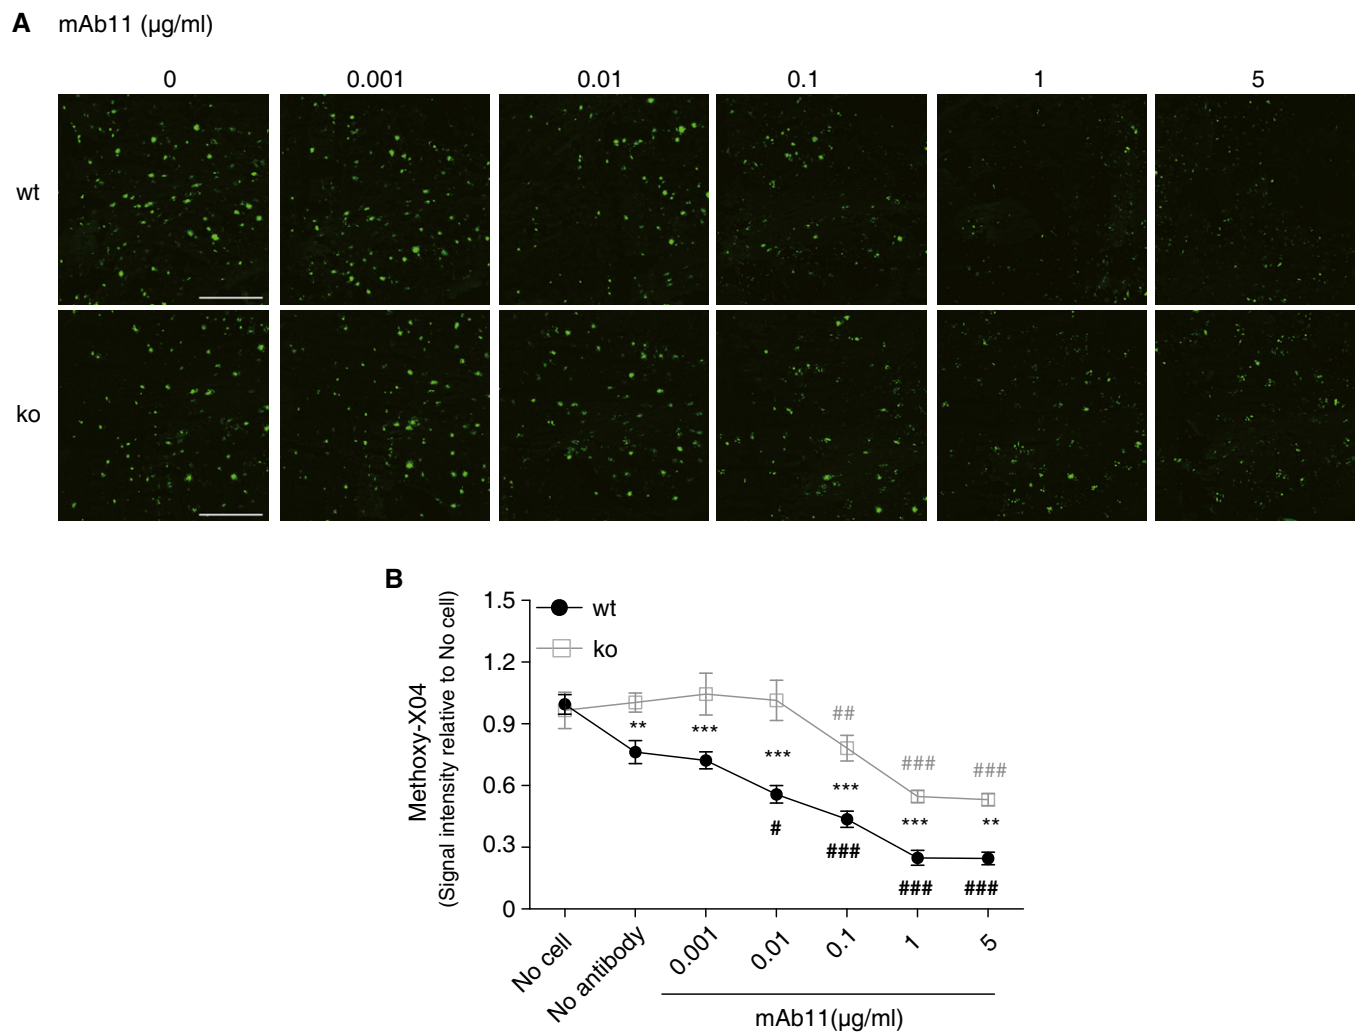 A mAb11 (µg/ml)
0 0.001 0.01 0.1 1 5
wt
ko
B
1.5
1.2
0.9
0.6
0.3
0
Methoxy-X04
(Signal intensity relative to No cell)
wt
ko
##
** ***
***
### ###
***
*** **
#
###
### ###
No cell No antibody 0.001 0.01 0.1 1 5
mAb11(µg/ml)